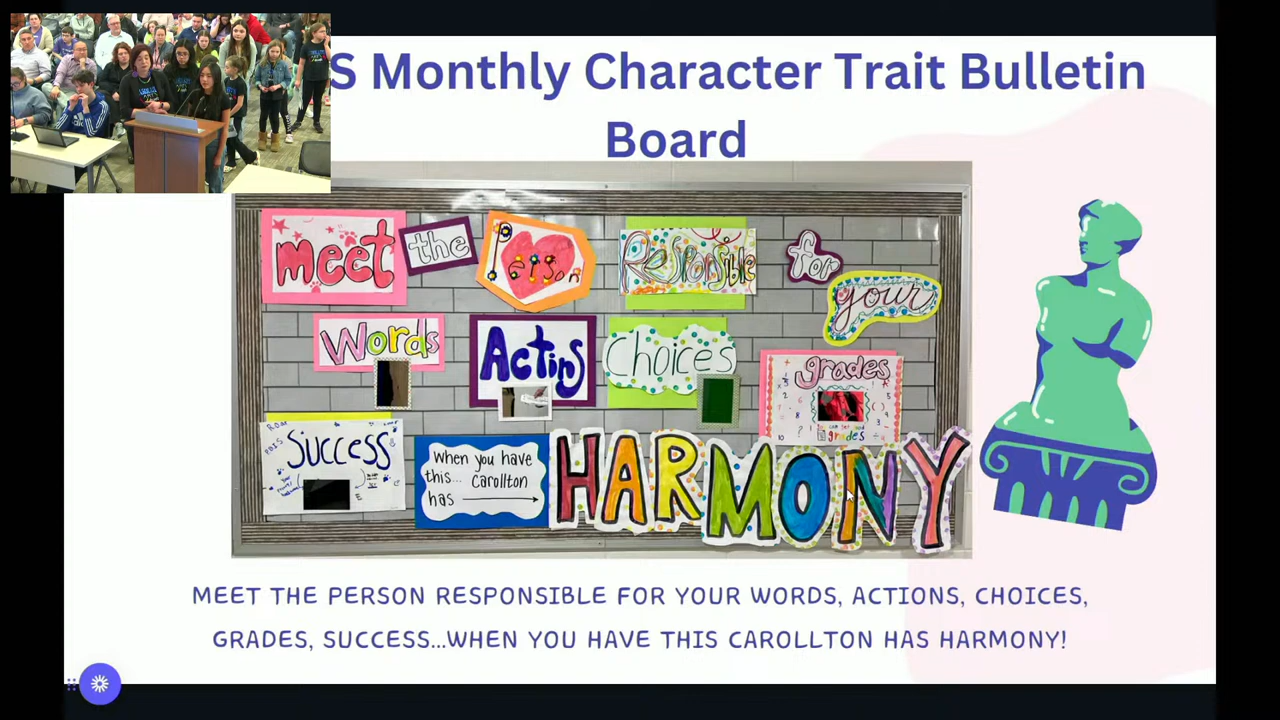 S Monthly Character Trait Bulletin
Board
meet the Person Responsible for
your
Words Actins Choices
grades
Success
When you have
this... Carollton
has
HARMONY
grades
MEET THE PERSON RESPONSIBLE FOR YOUR WORDS, ACTIONS, CHOICES,
GRADES, SUCCESS...WHEN YOU HAVE THIS CAROLLTON HAS HARMONY!